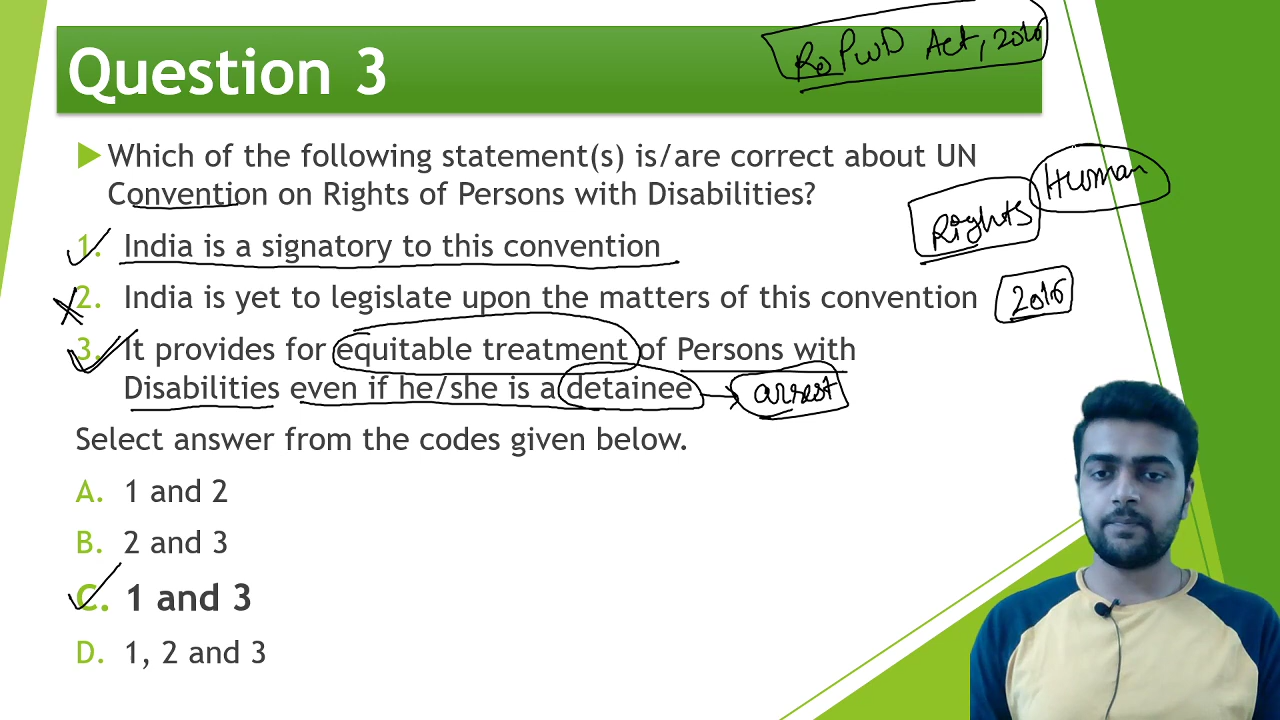 RoPwD Act, 2016
Question 3
Which of the following statement(s) is/are correct about UN
Convention on Rights of Persons with Disabilities?
Human
Rights
1. India is a signatory to this convention
2. India is yet to legislate upon the matters of this convention
2016
3. It provides for equitable treatment of Persons with
Disabilities even if he/she is a detainee
arrest
Select answer from the codes given below.
A. 1 and 2
B. 2 and 3
C. 1 and 3
D. 1, 2 and 3